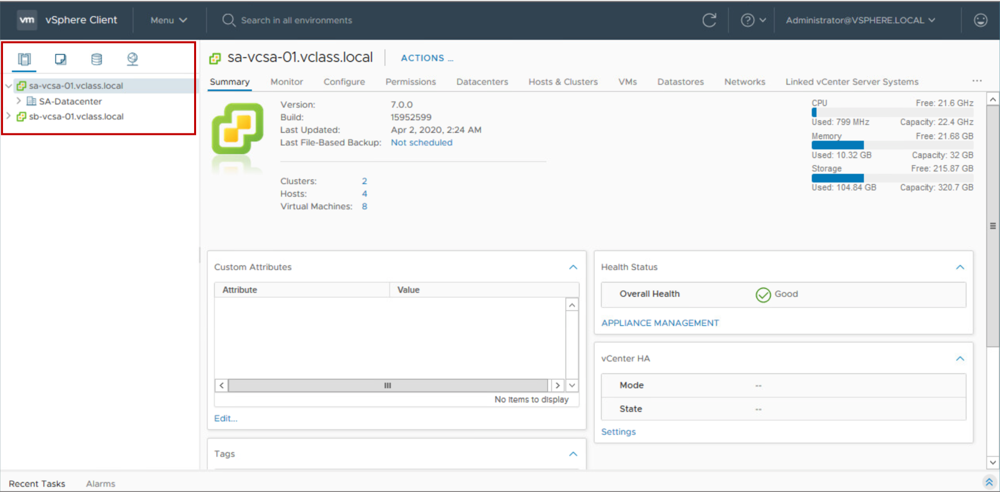 vm vSphere Client Menu Search in all environments Administrator@VSPHERE.LOCAL
sa-vcsa-01.vclass.local
SA-Datacenter
sb-vcsa-01.vclass.local
sa-vcsa-01.vclass.local ACTIONS ...
Summary Monitor Configure Permissions Datacenters Hosts & Clusters VMs Datastores Networks Linked vCenter Server Systems ...
Version: 7.0.0
Build: 15952599
Last Updated: Apr 2, 2020, 2:24 AM
Last File-Based Backup: Not scheduled
Clusters: 2
Hosts: 4
Virtual Machines: 8
CPU Free: 21.6 GHz
Used: 799 MHz Capacity: 22.4 GHz
Memory Free: 21.68 GB
Used: 10.32 GB Capacity: 32 GB
Storage Free: 215.87 GB
Used: 104.84 GB Capacity: 320.7 GB
Custom Attributes
Attribute Value
No items to display
Edit...
Tags
Health Status
Overall Health Good
APPLIANCE MANAGEMENT
vCenter HA
Mode --
State --
Settings
Recent Tasks Alarms